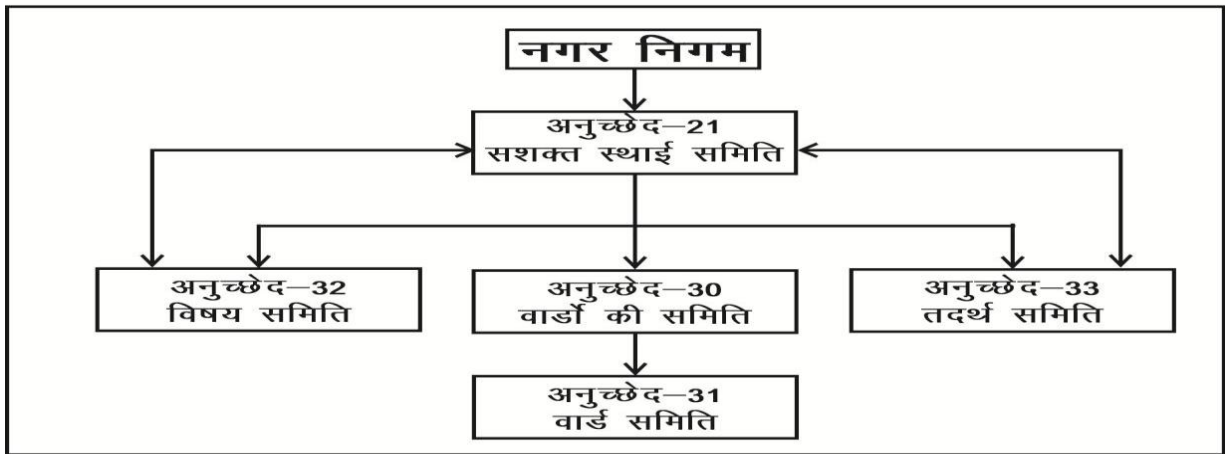 नगर निगम
अनुच्छेद–21
सशक्त स्थाई समिति
अनुच्छेद–32
विषय समिति
अनुच्छेद–30
वार्डो की समिति
अनुच्छेद–33
तदर्थ समिति
अनुच्छेद–31
वार्ड समिति